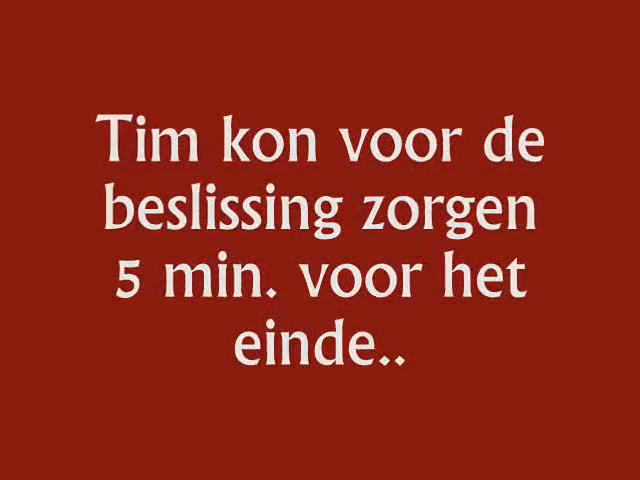 Tim kon voor de
beslissing zorgen
5 min. voor het
einde..